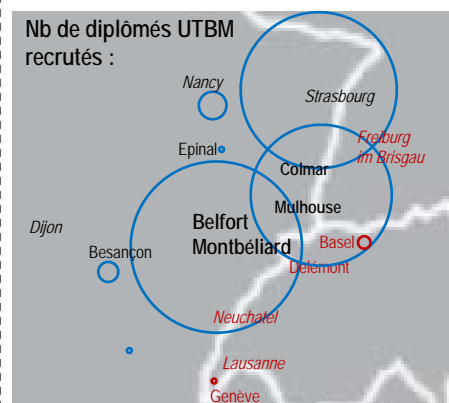 Nb de diplômés UTBM
recrutés :
Nancy
Strasbourg
Epinal
Freiburg
im Brisgau
Colmar
Mulhouse
Dijon
Belfort
Montbéliard
Besançon
Basel
Delémont
Neuchatel
Lausanne
Genève